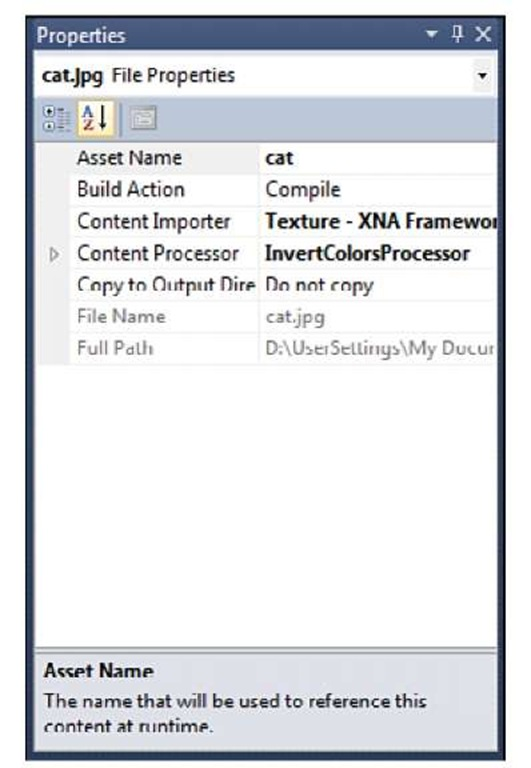 Properties
cat.jpg File Properties
Asset Name cat
Build Action Compile
Content Importer Texture - XNA Framewor
Content Processor InvertColorsProcessor
Copy to Output Dire Do not copy
File Name cat.jpg
Full Path D:\UserSettings\My Docur
Asset Name
The name that will be used to reference this
content at runtime.